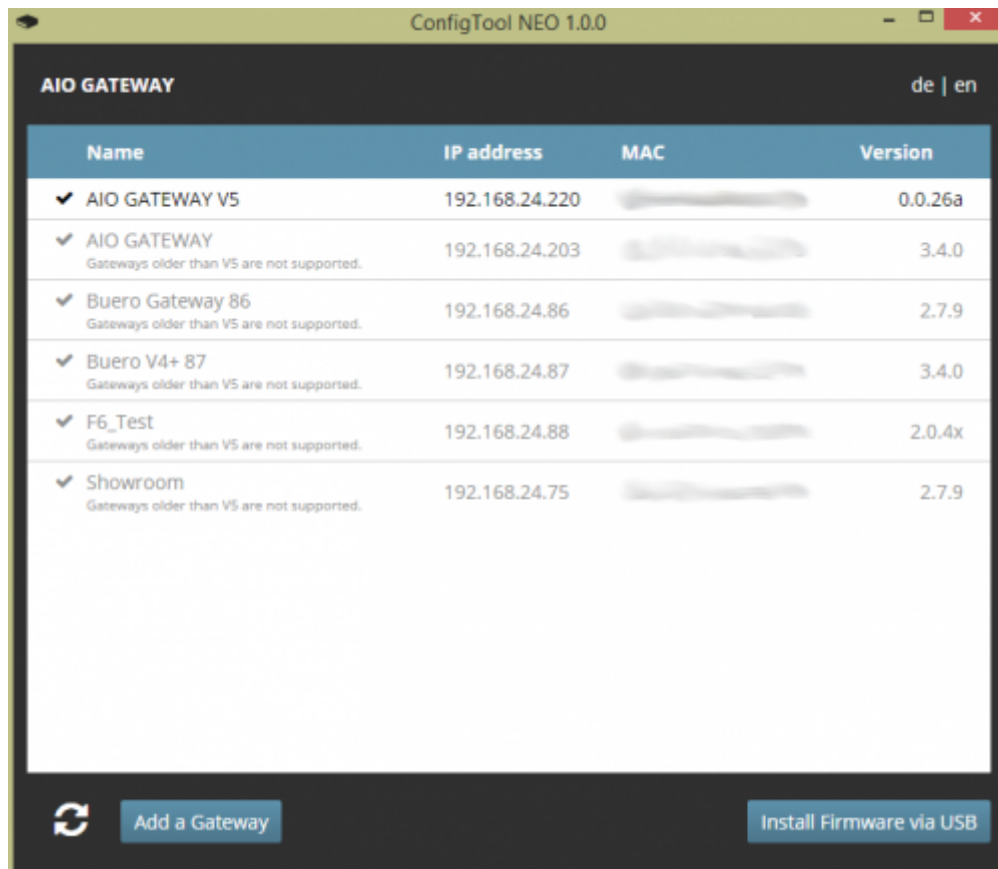 ConfigTool NEO 1.0.0
AIO GATEWAY de | en
Name IP address MAC Version
AIO GATEWAY V5 192.168.24.220 0.0.26a
AIO GATEWAY 192.168.24.203 3.4.0
Gateways older than V5 are not supported.
Buero Gateway 86 192.168.24.86 2.7.9
Gateways older than V5 are not supported.
Buero V4+ 87 192.168.24.87 3.4.0
Gateways older than V5 are not supported.
F6_Test 192.168.24.88 2.0.4x
Gateways older than V5 are not supported.
Showroom 192.168.24.75 2.7.9
Gateways older than V5 are not supported.
Add a Gateway Install Firmware via USB